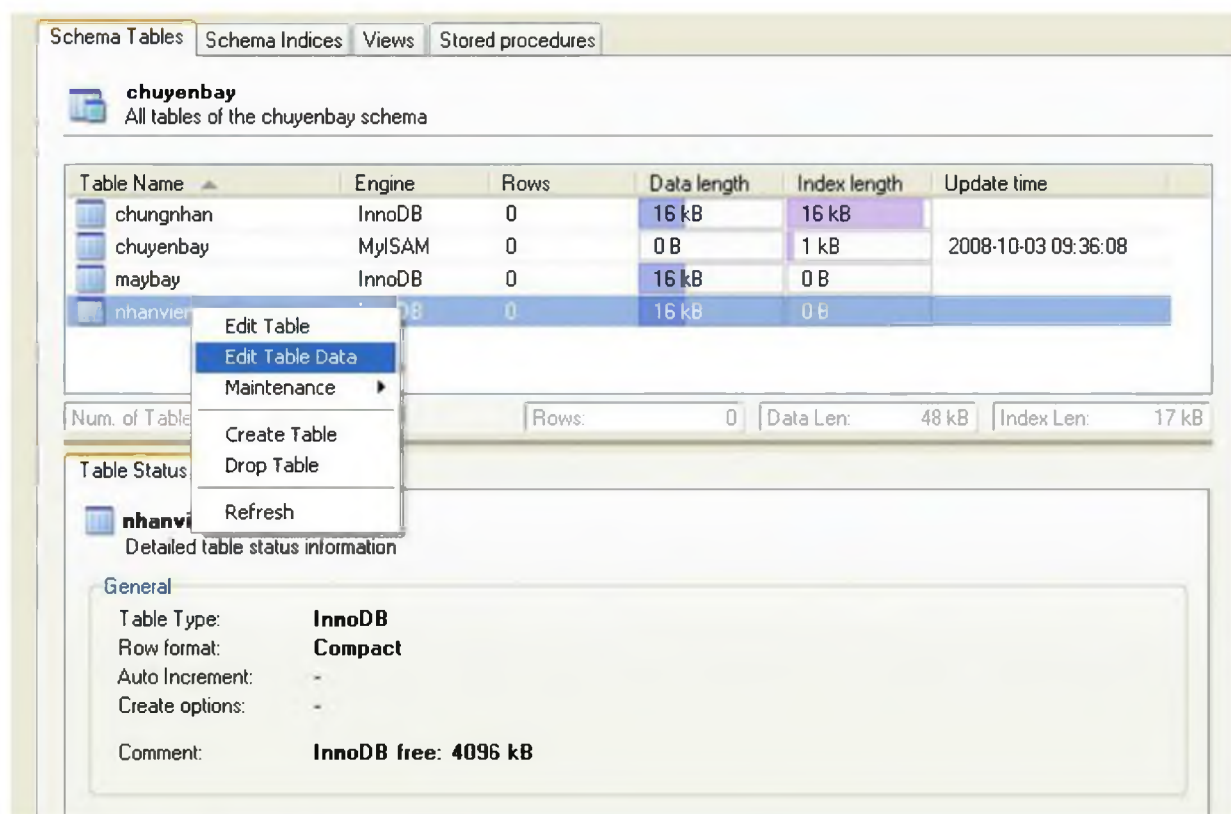 Schema Tables Schema Indices Views Stored procedures
chuyenbay
All tables of the chuyenbay schema
Table Name Engine Rows Data length Index length Update time
chungnhan InnoDB 0 16 kB 16 kB
chuyenbay MyISAM 0 0 B 1 kB 2008-10-03 09:36:08
maybay InnoDB 0 16 kB 0 B
nhanvien 0 16 kB 0 B
Edit Table
Edit Table Data
Maintenance
Num. of Table Rows: 0 Data Len: 48 kB Index Len: 17 kB
Create Table
Drop Table
Table Status
Refresh
nhanvi
Detailed table status information
General
Table Type: InnoDB
Row format: Compact
Auto Increment: -
Create options: -
Comment: InnoDB free: 4096 kB